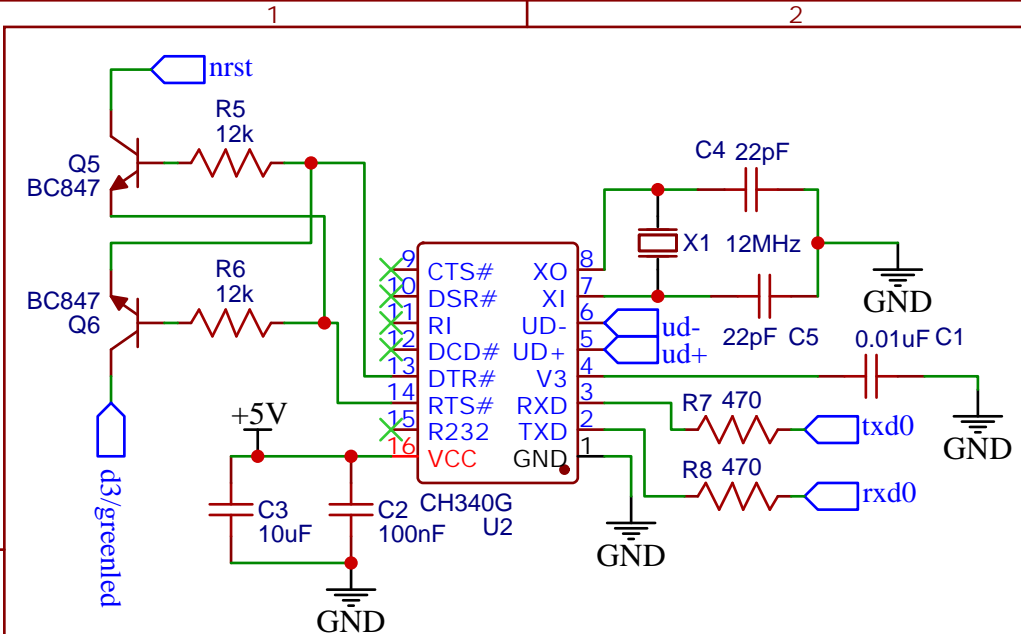 1
2
nrst
R5
12k
Q5
BC847
C4 22pF
X1 12MHz
GND
BC847
Q6
R6
12k
22pF C5
0.01uF C1
GND
9 CTS#
10 DSR#
11 RI
12 DCD#
13 DTR#
14 RTS#
15 R232
16 VCC
XO 8
XI 7
UD- 6
UD+ 5
V3 4
RXD 3
TXD 2
GND 1
ud-
ud+
R7 470
txd0
R8 470
rxd0
GND
CH340G
U2
+5V
C3
10uF
C2
100nF
GND
d3/greenled